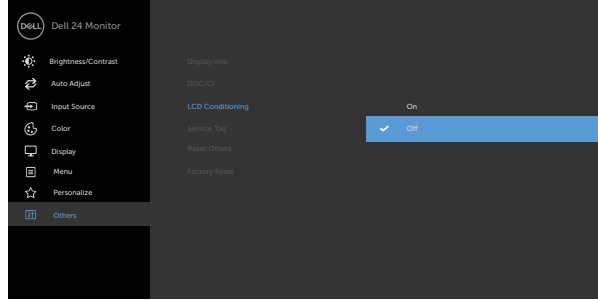 DELL Dell 24 Monitor
Brightness/Contrast
Auto Adjust
Input Source
Color
Display
Menu
Personalize
Others
Display Info
DDC/CI
LCD Conditioning
Service Tag
Reset Others
Factory Reset
On
Off